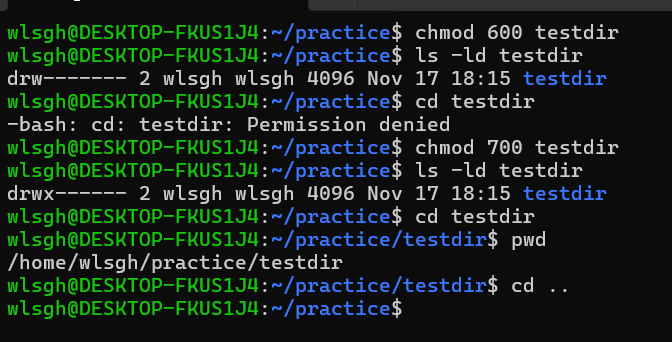 wlsgh@DESKTOP-FKUS1J4:~/practice$ chmod 600 testdir
wlsgh@DESKTOP-FKUS1J4:~/practice$ ls -ld testdir
drw------- 2 wlsgh wlsgh 4096 Nov 17 18:15 testdir
wlsgh@DESKTOP-FKUS1J4:~/practice$ cd testdir
-bash: cd: testdir: Permission denied
wlsgh@DESKTOP-FKUS1J4:~/practice$ chmod 700 testdir
wlsgh@DESKTOP-FKUS1J4:~/practice$ ls -ld testdir
drwx------ 2 wlsgh wlsgh 4096 Nov 17 18:15 testdir
wlsgh@DESKTOP-FKUS1J4:~/practice$ cd testdir
wlsgh@DESKTOP-FKUS1J4:~/practice/testdir$ pwd
/home/wlsgh/practice/testdir
wlsgh@DESKTOP-FKUS1J4:~/practice/testdir$ cd ..
wlsgh@DESKTOP-FKUS1J4:~/practice$